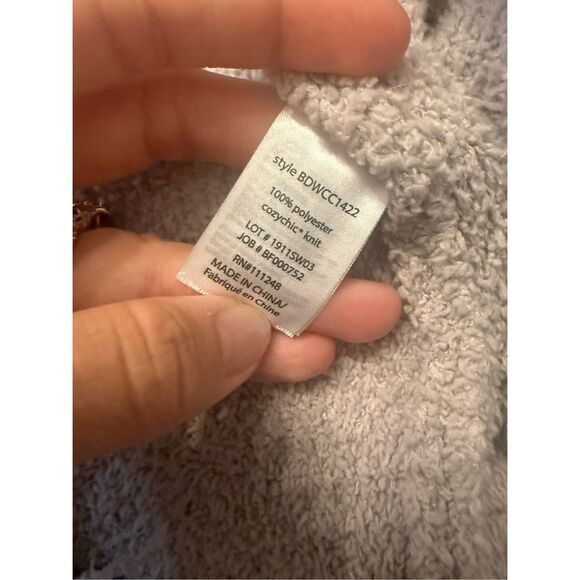 style BDWCC1422
100% polyester
cozychic® knit
LOT # 1911SW03
JOB # BF000752
RN#111248
MADE IN CHINA/
Fabriqué en Chine